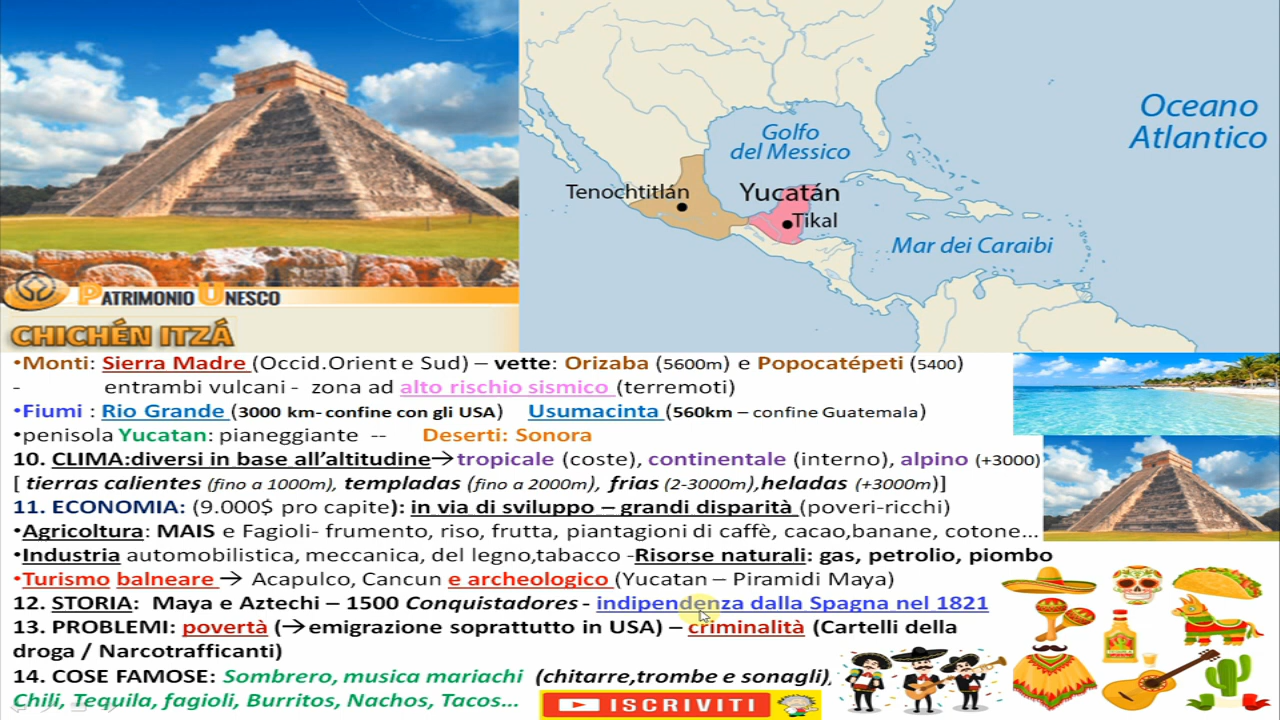 Oceano
Atlantico
Golfo
del Messico
Tenochtitlán
Yucatán
Tikal
Mar dei Caraibi
PATRIMONIO UNESCO
CHICHÉN ITZÁ
•Monti: Sierra Madre (Occid.Orient e Sud) – vette: Orizaba (5600m) e Popocatépeti (5400)
- entrambi vulcani - zona ad alto rischio sismico (terremoti)
•Fiumi : Rio Grande (3000 km- confine con gli USA) Usumacinta (560km – confine Guatemala)
•penisola Yucatan: pianeggiante -- Deserti: Sonora
10. CLIMA:diversi in base all’altitudine→tropicale (coste), continentale (interno), alpino (+3000)
[ tierras calientes (fino a 1000m), templadas (fino a 2000m), frias (2-3000m),heladas (+3000m)]
11. ECONOMIA: (9.000$ pro capite): in via di sviluppo – grandi disparità (poveri-ricchi)
•Agricoltura: MAIS e Fagioli- frumento, riso, frutta, piantagioni di caffè, cacao,banane, cotone...
•Industria automobilistica, meccanica, del legno,tabacco -Risorse naturali: gas, petrolio, piombo
•Turismo balneare → Acapulco, Cancun e archeologico (Yucatan – Piramidi Maya)
12. STORIA: Maya e Aztechi – 1500 Conquistadores - indipendenza dalla Spagna nel 1821
13. PROBLEMI: povertà (→emigrazione soprattutto in USA) – criminalità (Cartelli della
droga / Narcotrafficanti)
14. COSE FAMOSE: Sombrero, musica mariachi (chitarre,trombe e sonagli),
Chili, Tequila, fagioli, Burritos, Nachos, Tacos...
ISCRIVITI